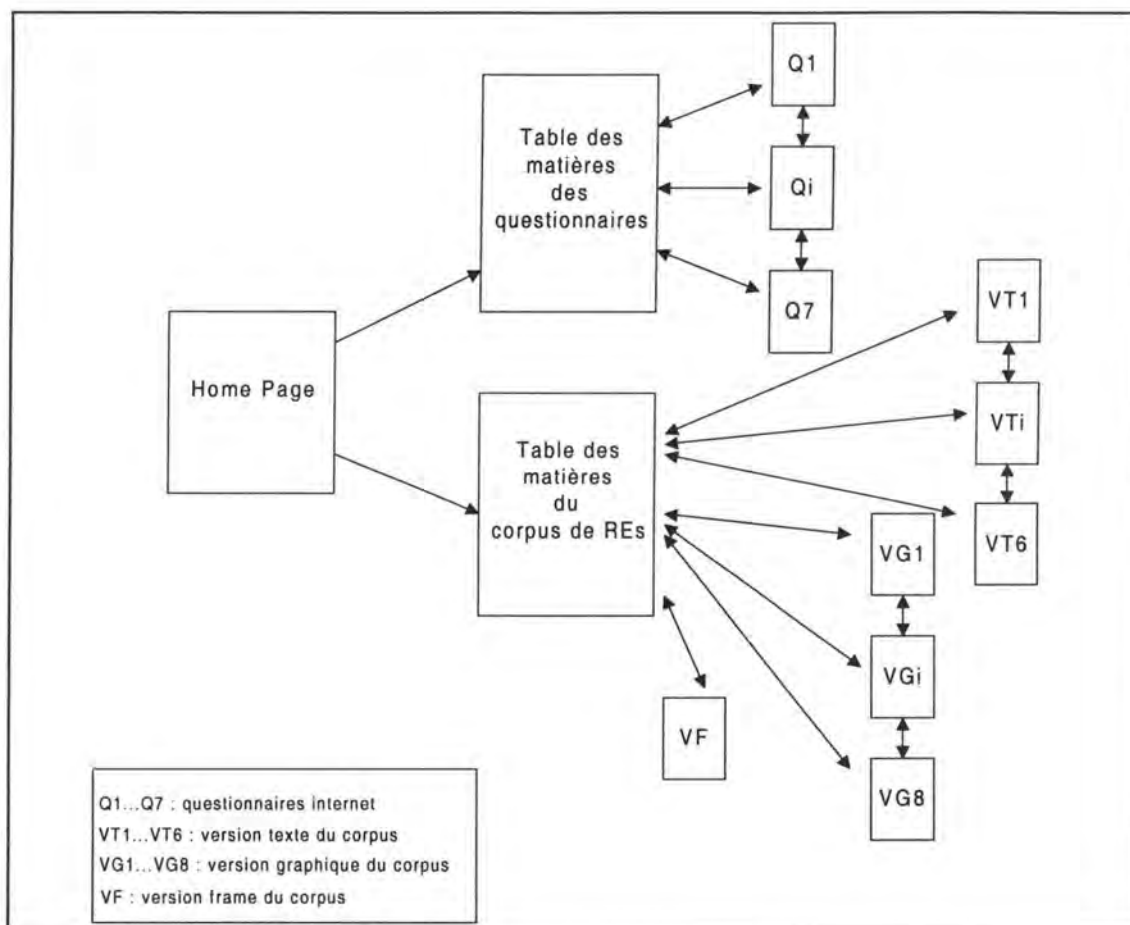 Q1
Table des
matières
des
questionnaires
Qi
Q7
VT1
Home Page
VTi
Table des
matières
du
corpus de REs
VT6
VG1
VGi
VF
VG8
Q1...Q7 : questionnaires internet
VT1...VT6 : version texte du corpus
VG1...VG8 : version graphique du corpus
VF : version frame du corpus